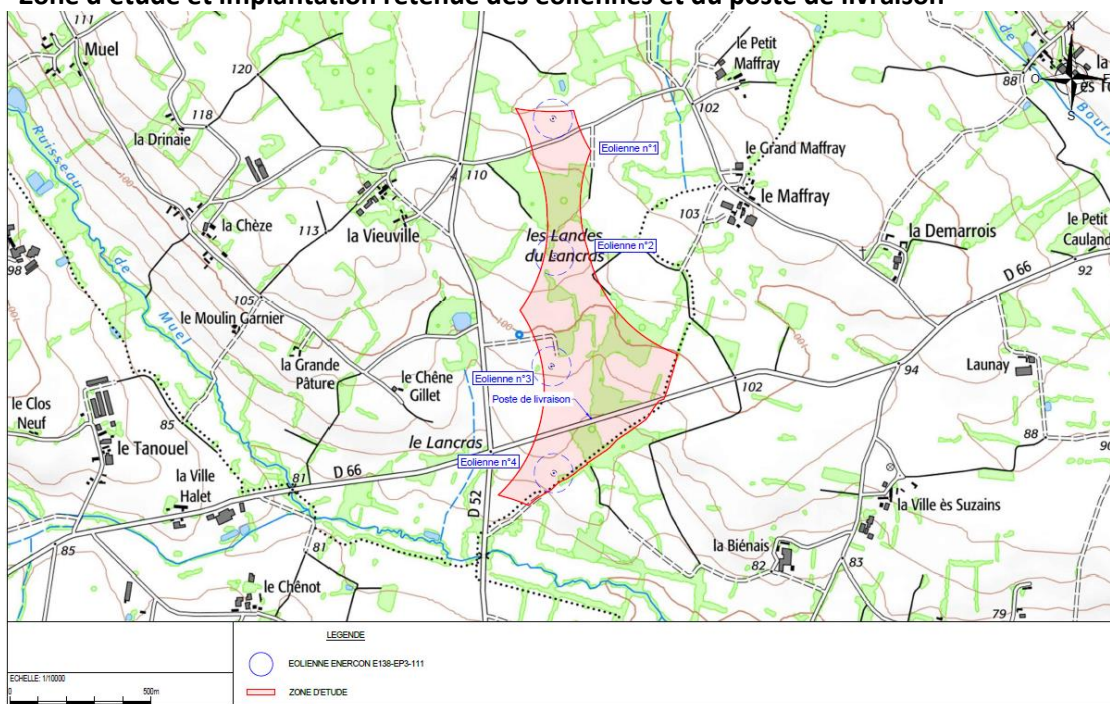 Zone d'étude et implantation retenue des éoliennes et du poste de livraison
111
Muel
120
118
la Drinaie
Ruisseau de Muel
le Petit Maffray
102
88
N
O
S
110
Eolienne n°1
le Grand Maffray
le Maffray
103
la Chèze
113
la Vieuville
les Landes du Lancras
Eolienne n°2
la Demarrois
le Petit
Cauland
92
D 66
98
100
105
le Moulin Garnier
100
100
la Grande Pâture
le Chêne Gillet
Eolienne n°3
Poste de livraison
102
94
Launay
le Clos Neuf
85
le Tanouel
le Lancras
Eolienne n°4
88
90
la Ville Halet
81
D 66
D 52
la Ville ès Suzains
85
81
la Biénais
82
83
le Chênot
79
LEGENDE
EOLIENNE ENERCON E138-EP3-111
ECHELLE: 1/10000
0
500m
ZONE D'ETUDE